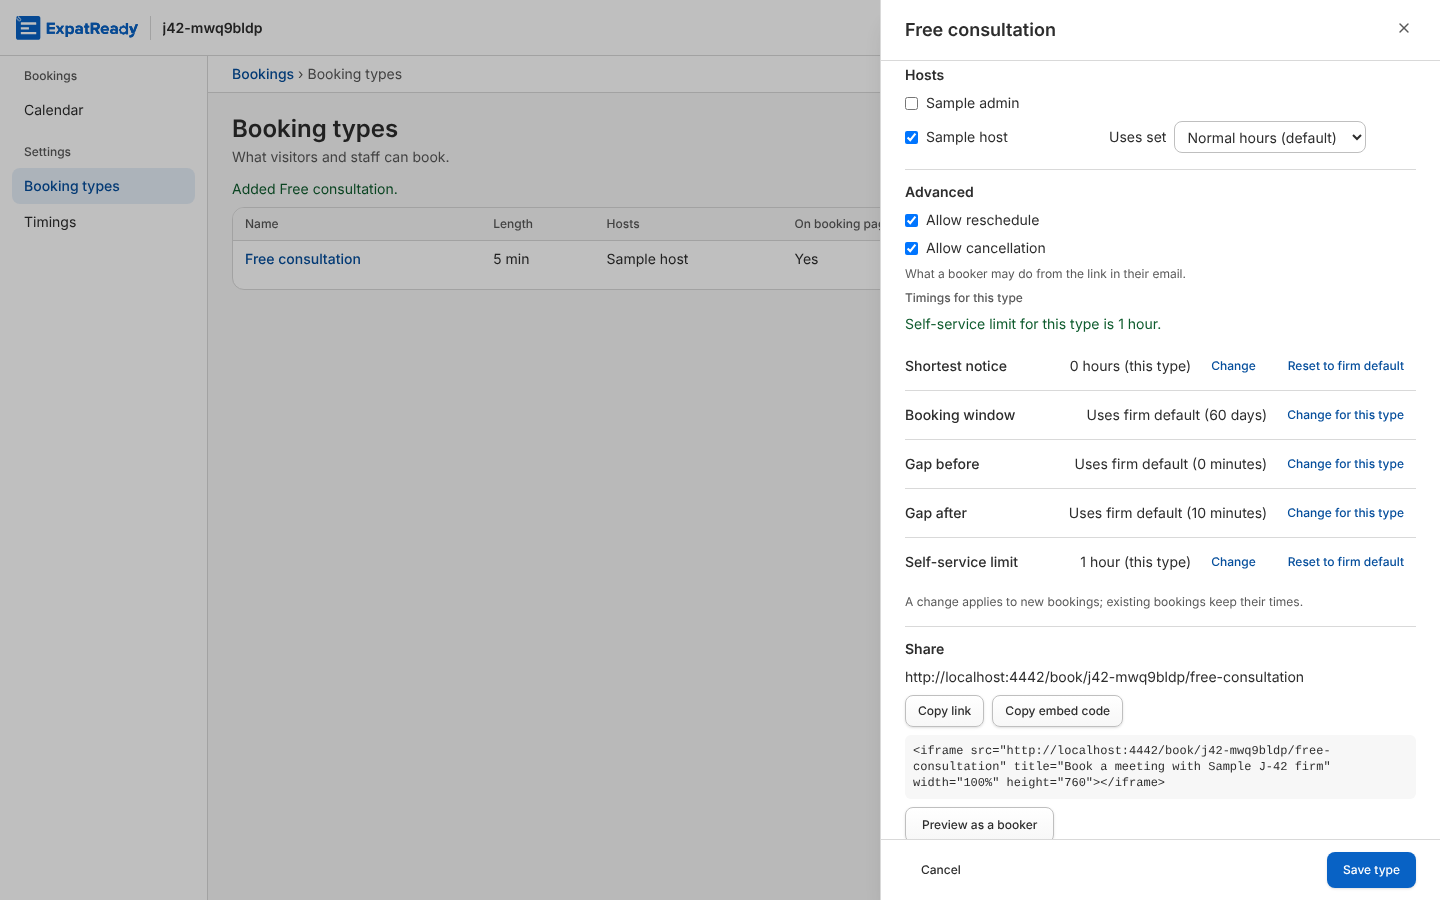 ExpatReady
j42-mwq9bldp
Bookings
Calendar
Settings
Booking types
Timings
Bookings › Booking types
Booking types
What visitors and staff can book.
Added Free consultation.
Name Length Hosts On booking pag
Free consultation 5 min Sample host Yes
Free consultation
Hosts
Sample admin
Sample host Uses set Normal hours (default)
Advanced
Allow reschedule
Allow cancellation
What a booker may do from the link in their email.
Timings for this type
Self-service limit for this type is 1 hour.
Shortest notice 0 hours (this type) Change Reset to firm default
Booking window Uses firm default (60 days) Change for this type
Gap before Uses firm default (0 minutes) Change for this type
Gap after Uses firm default (10 minutes) Change for this type
Self-service limit 1 hour (this type) Change Reset to firm default
A change applies to new bookings; existing bookings keep their times.
Share
http://localhost:4442/book/j42-mwq9bldp/free-consultation
Copy link Copy embed code
<iframe src="http://localhost:4442/book/j42-mwq9bldp/free-
consultation" title="Book a meeting with Sample J-42 firm"
width="100%" height="760"></iframe>
Preview as a booker
Cancel Save type